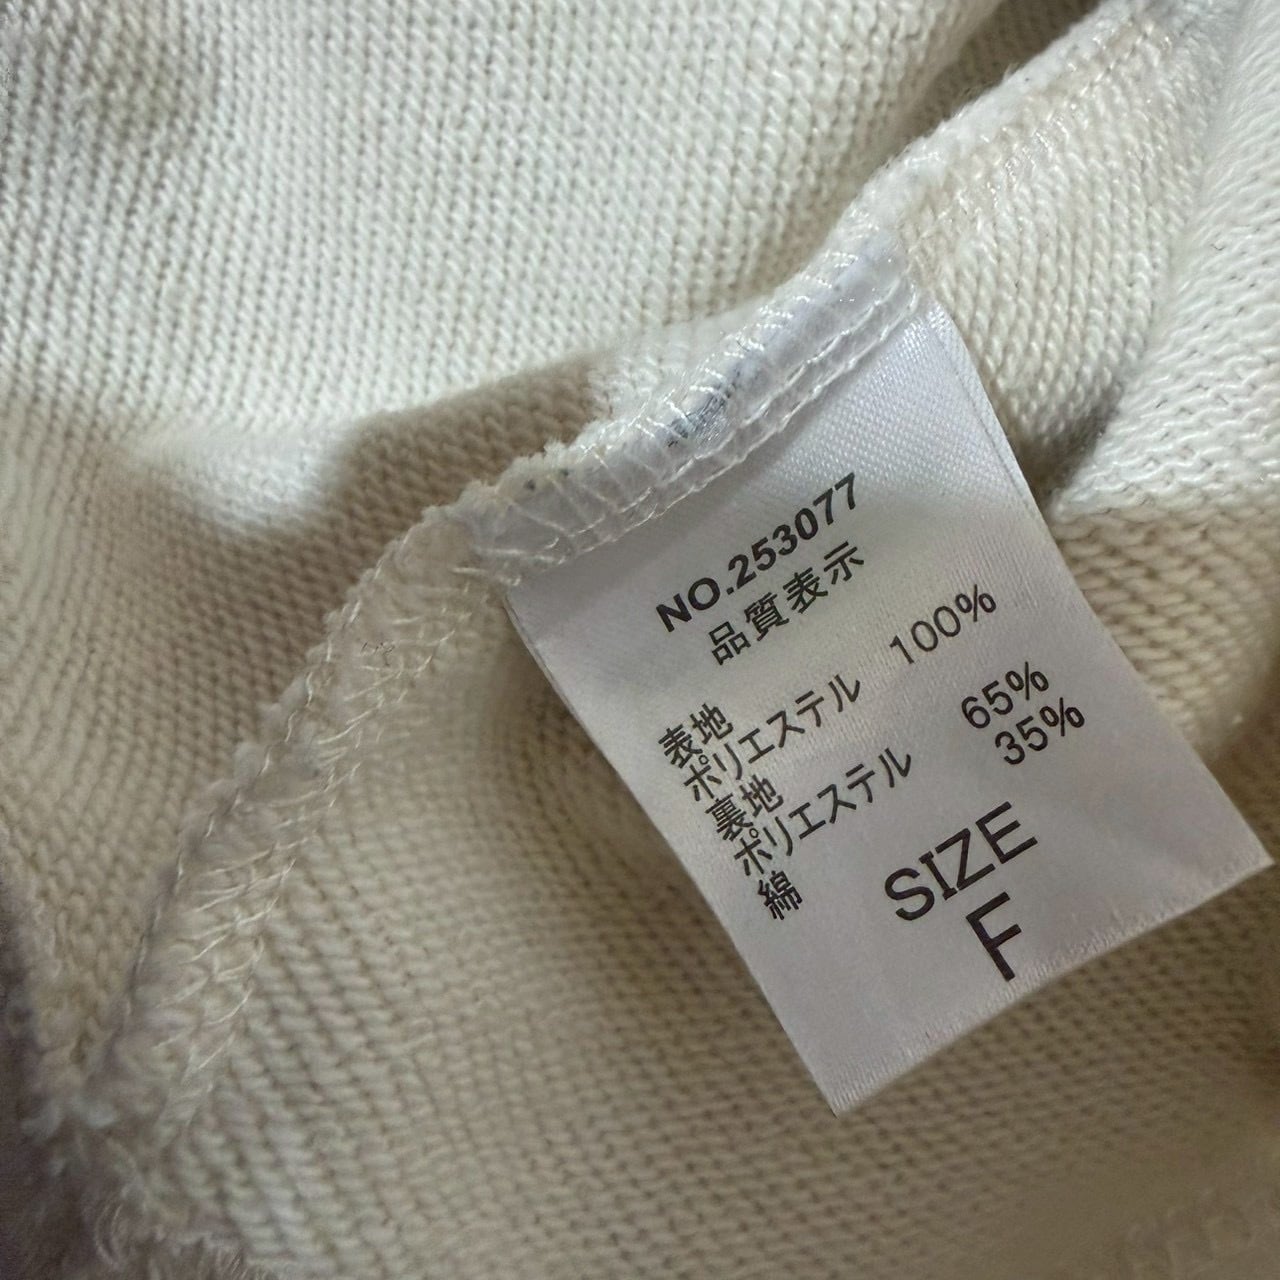 NO.253077
品質表示
表地
ポリエステル 100%
裏地
ポリエステル 65%
綿 35%
SIZE
F